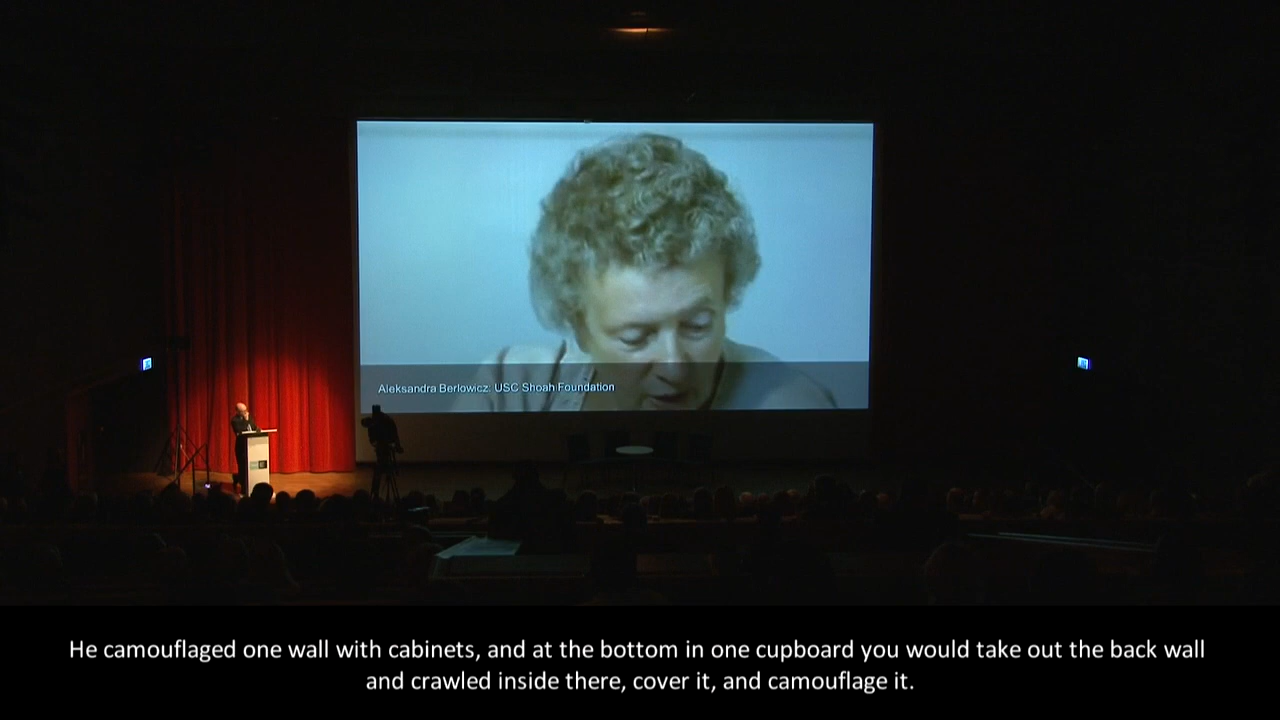 Aleksandra Berlowicz: USC Shoah Foundation
He camouflaged one wall with cabinets, and at the bottom in one cupboard you would take out the back wall
and crawled inside there, cover it, and camouflage it.